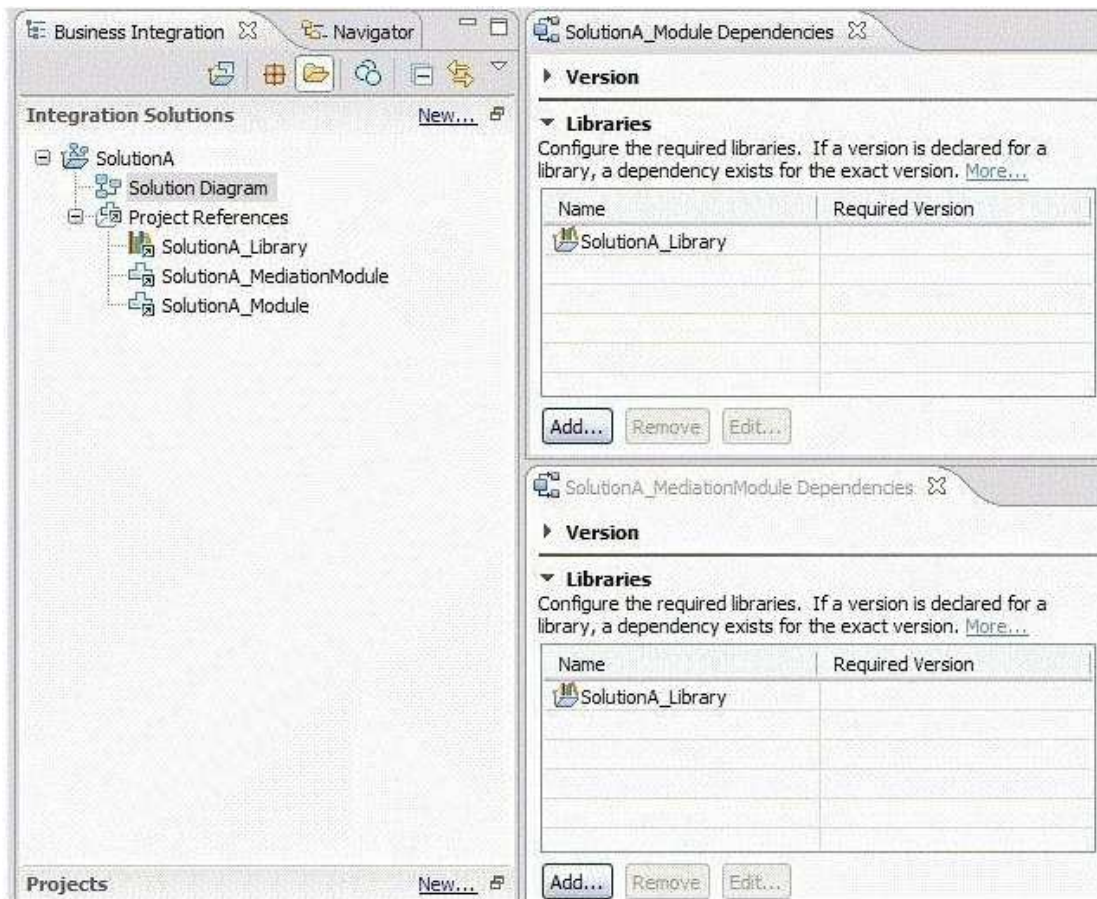 Business Integration
Navigator
Integration Solutions
New...
SolutionA
Solution Diagram
Project References
SolutionA_Library
SolutionA_MediationModule
SolutionA_Module
Projects
New...
SolutionA_Module Dependencies
Version
Libraries
Configure the required libraries. If a version is declared for a
library, a dependency exists for the exact version. More...
Name Required Version
SolutionA_Library
Add... Remove Edit...
SolutionA_MediationModule Dependencies
Version
Libraries
Configure the required libraries. If a version is declared for a
library, a dependency exists for the exact version. More...
Name Required Version
SolutionA_Library
Add... Remove Edit...